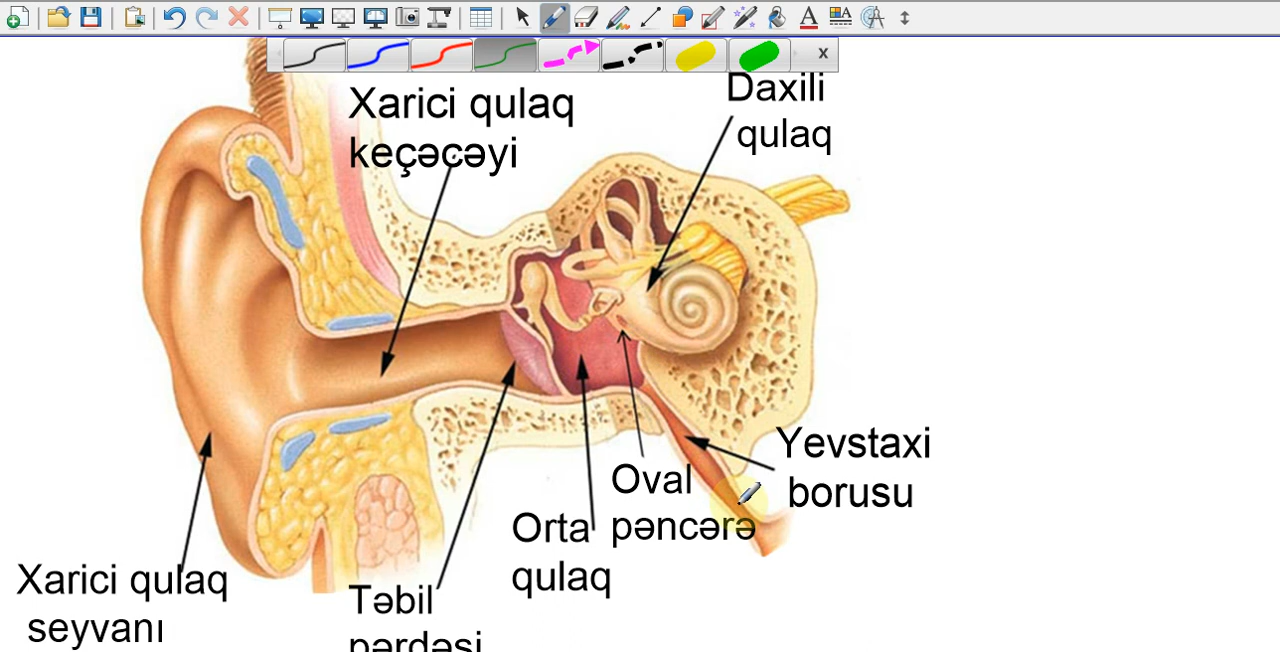 x
Xarici qulaq
keçəcəyi
Daxili
qulaq
Yevstaxi
borusu
Oval
pəncərə
Orta
qulaq
Təbil
pərdəsi
Xarici qulaq
seyvanı